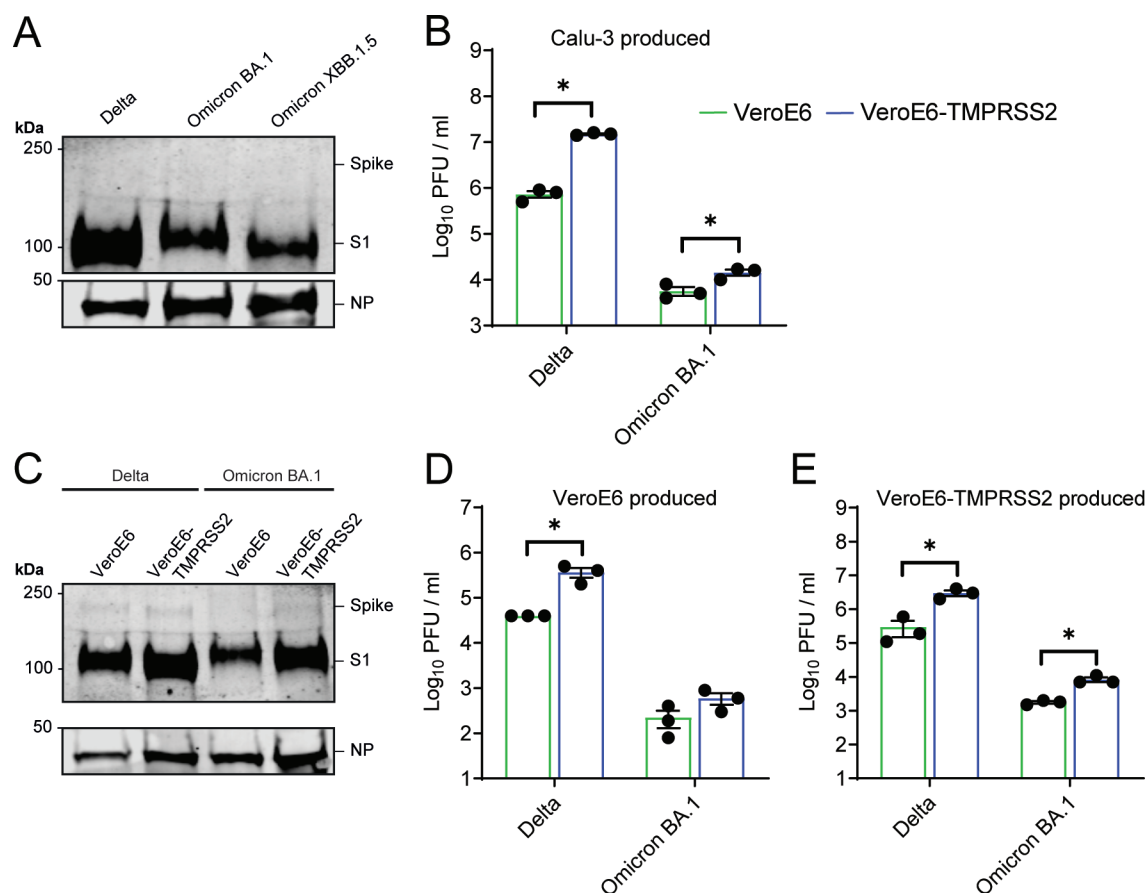 A
Delta
Omicron BA.1
Omicron XBB.1.5
kDa
250
100
50
Spike
S1
NP
B
Calu-3 produced
Log10 PFU / ml
9
8
7
6
5
4
3
*
*
VeroE6
VeroE6-TMPRSS2
Delta
Omicron BA.1
C
Delta
Omicron BA.1
VeroE6
VeroE6-
TMPRSS2
VeroE6
VeroE6-
TMPRSS2
kDa
250
100
50
Spike
S1
NP
D
VeroE6 produced
Log10 PFU / ml
7
6
5
4
3
2
1
*
Delta
Omicron BA.1
E
VeroE6-TMPRSS2 produced
Log10 PFU / ml
9
8
7
6
5
4
3
2
1
*
*
Delta
Omicron BA.1